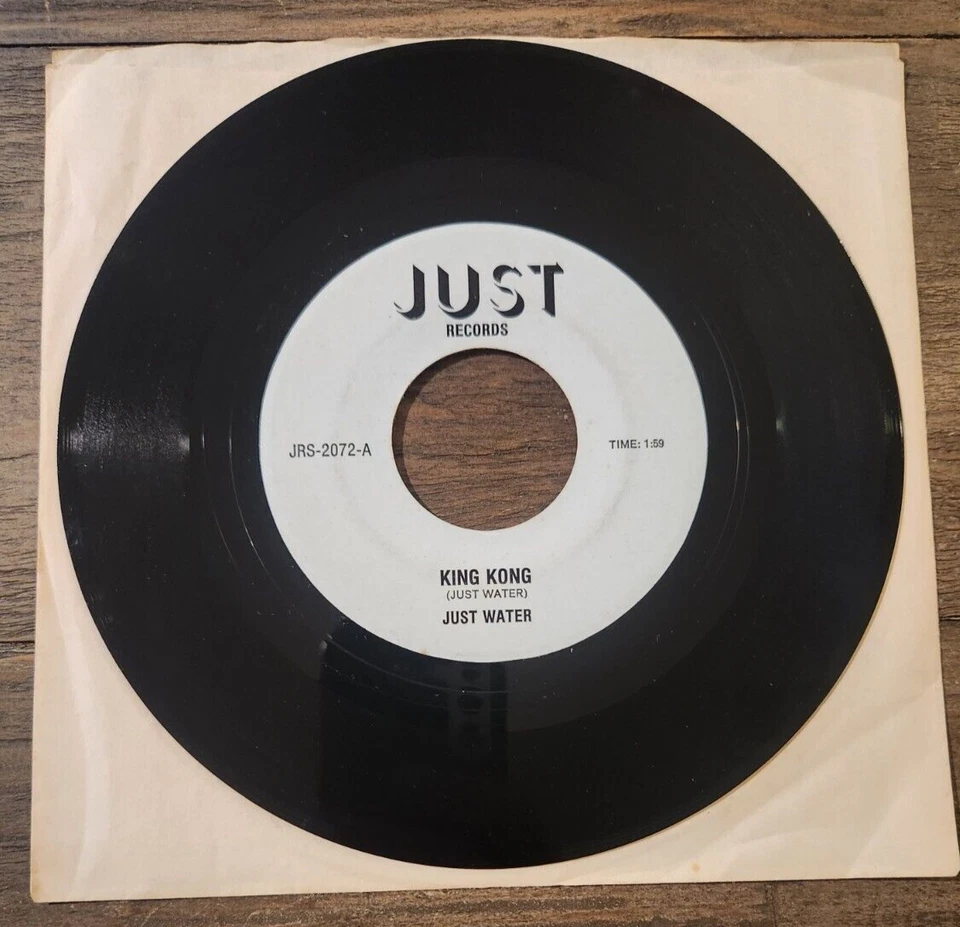 JUST
RECORDS
JRS-2072-A
TIME: 1:59
KING KONG
(JUST WATER)
JUST WATER